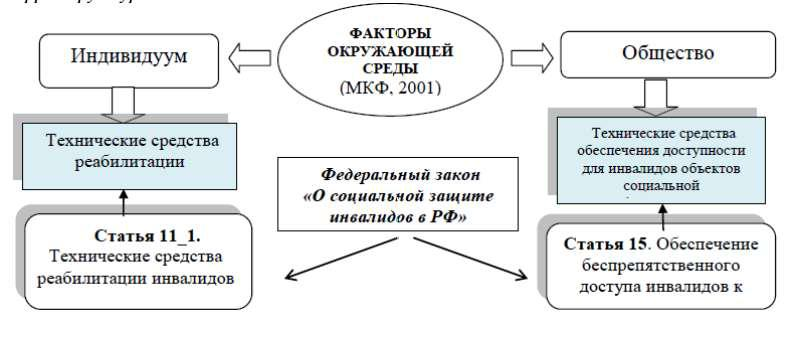 ФАКТОРЫ
ОКРУЖАЮЩЕЙ
СРЕДЫ
(МКФ, 2001)
Индивидуум
Общество
Технические средства
реабилитации
Технические средства
обеспечения доступности
для инвалидов объектов
социальной
Федеральный закон
«О социальной защите
инвалидов в РФ»
Статья 11_1.
Технические средства
реабилитации инвалидов
Статья 15. Обеспечение
беспрепятственного
доступа инвалидов к